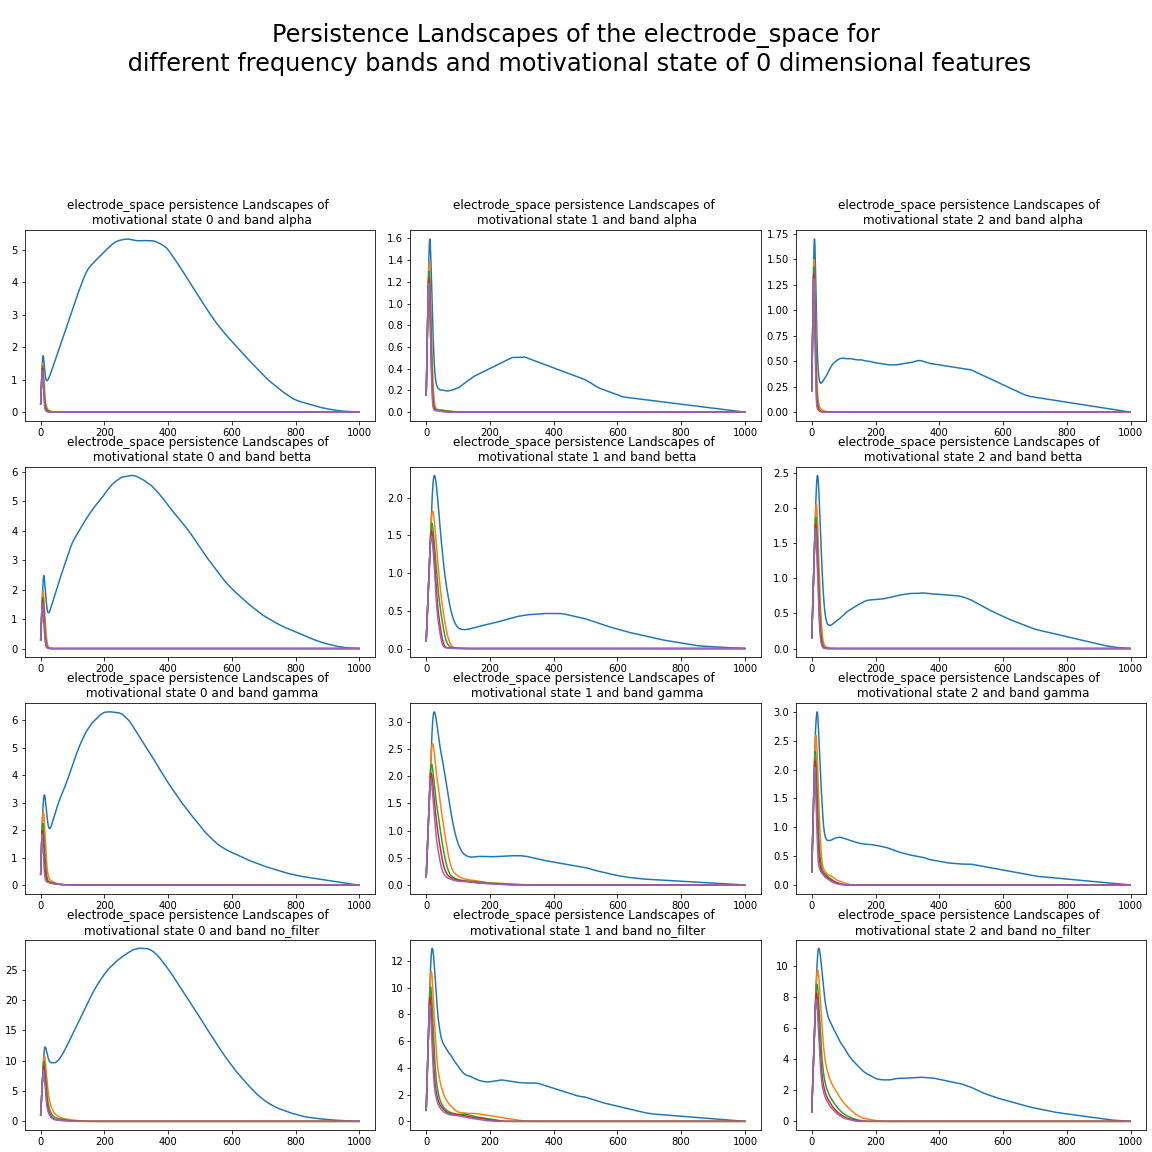 Persistence Landscapes of the electrode_space for
different frequency bands and motivational state of 0 dimensional features
electrode_space persistence Landscapes of
motivational state 0 and band alpha
5
4
3
2
1
0
0 200 400 600 800 1000
electrode_space persistence Landscapes of
motivational state 1 and band alpha
1.6
1.4
1.2
1.0
0.8
0.6
0.4
0.2
0.0
0 200 400 600 800 1000
electrode_space persistence Landscapes of
motivational state 2 and band alpha
1.75
1.50
1.25
1.00
0.75
0.50
0.25
0.00
0 200 400 600 800 1000
electrode_space persistence Landscapes of
motivational state 0 and band betta
6
5
4
3
2
1
0
0 200 400 600 800 1000
electrode_space persistence Landscapes of
motivational state 1 and band betta
2.0
1.5
1.0
0.5
0.0
0 200 400 600 800 1000
electrode_space persistence Landscapes of
motivational state 2 and band betta
2.5
2.0
1.5
1.0
0.5
0.0
0 200 400 600 800 1000
electrode_space persistence Landscapes of
motivational state 0 and band gamma
6
5
4
3
2
1
0
0 200 400 600 800 1000
electrode_space persistence Landscapes of
motivational state 1 and band gamma
3.0
2.5
2.0
1.5
1.0
0.5
0.0
0 200 400 600 800 1000
electrode_space persistence Landscapes of
motivational state 2 and band gamma
3.0
2.5
2.0
1.5
1.0
0.5
0.0
0 200 400 600 800 1000
electrode_space persistence Landscapes of
motivational state 0 and band no_filter
25
20
15
10
5
0
0 200 400 600 800 1000
electrode_space persistence Landscapes of
motivational state 1 and band no_filter
12
10
8
6
4
2
0
0 200 400 600 800 1000
electrode_space persistence Landscapes of
motivational state 2 and band no_filter
10
8
6
4
2
0
0 200 400 600 800 1000